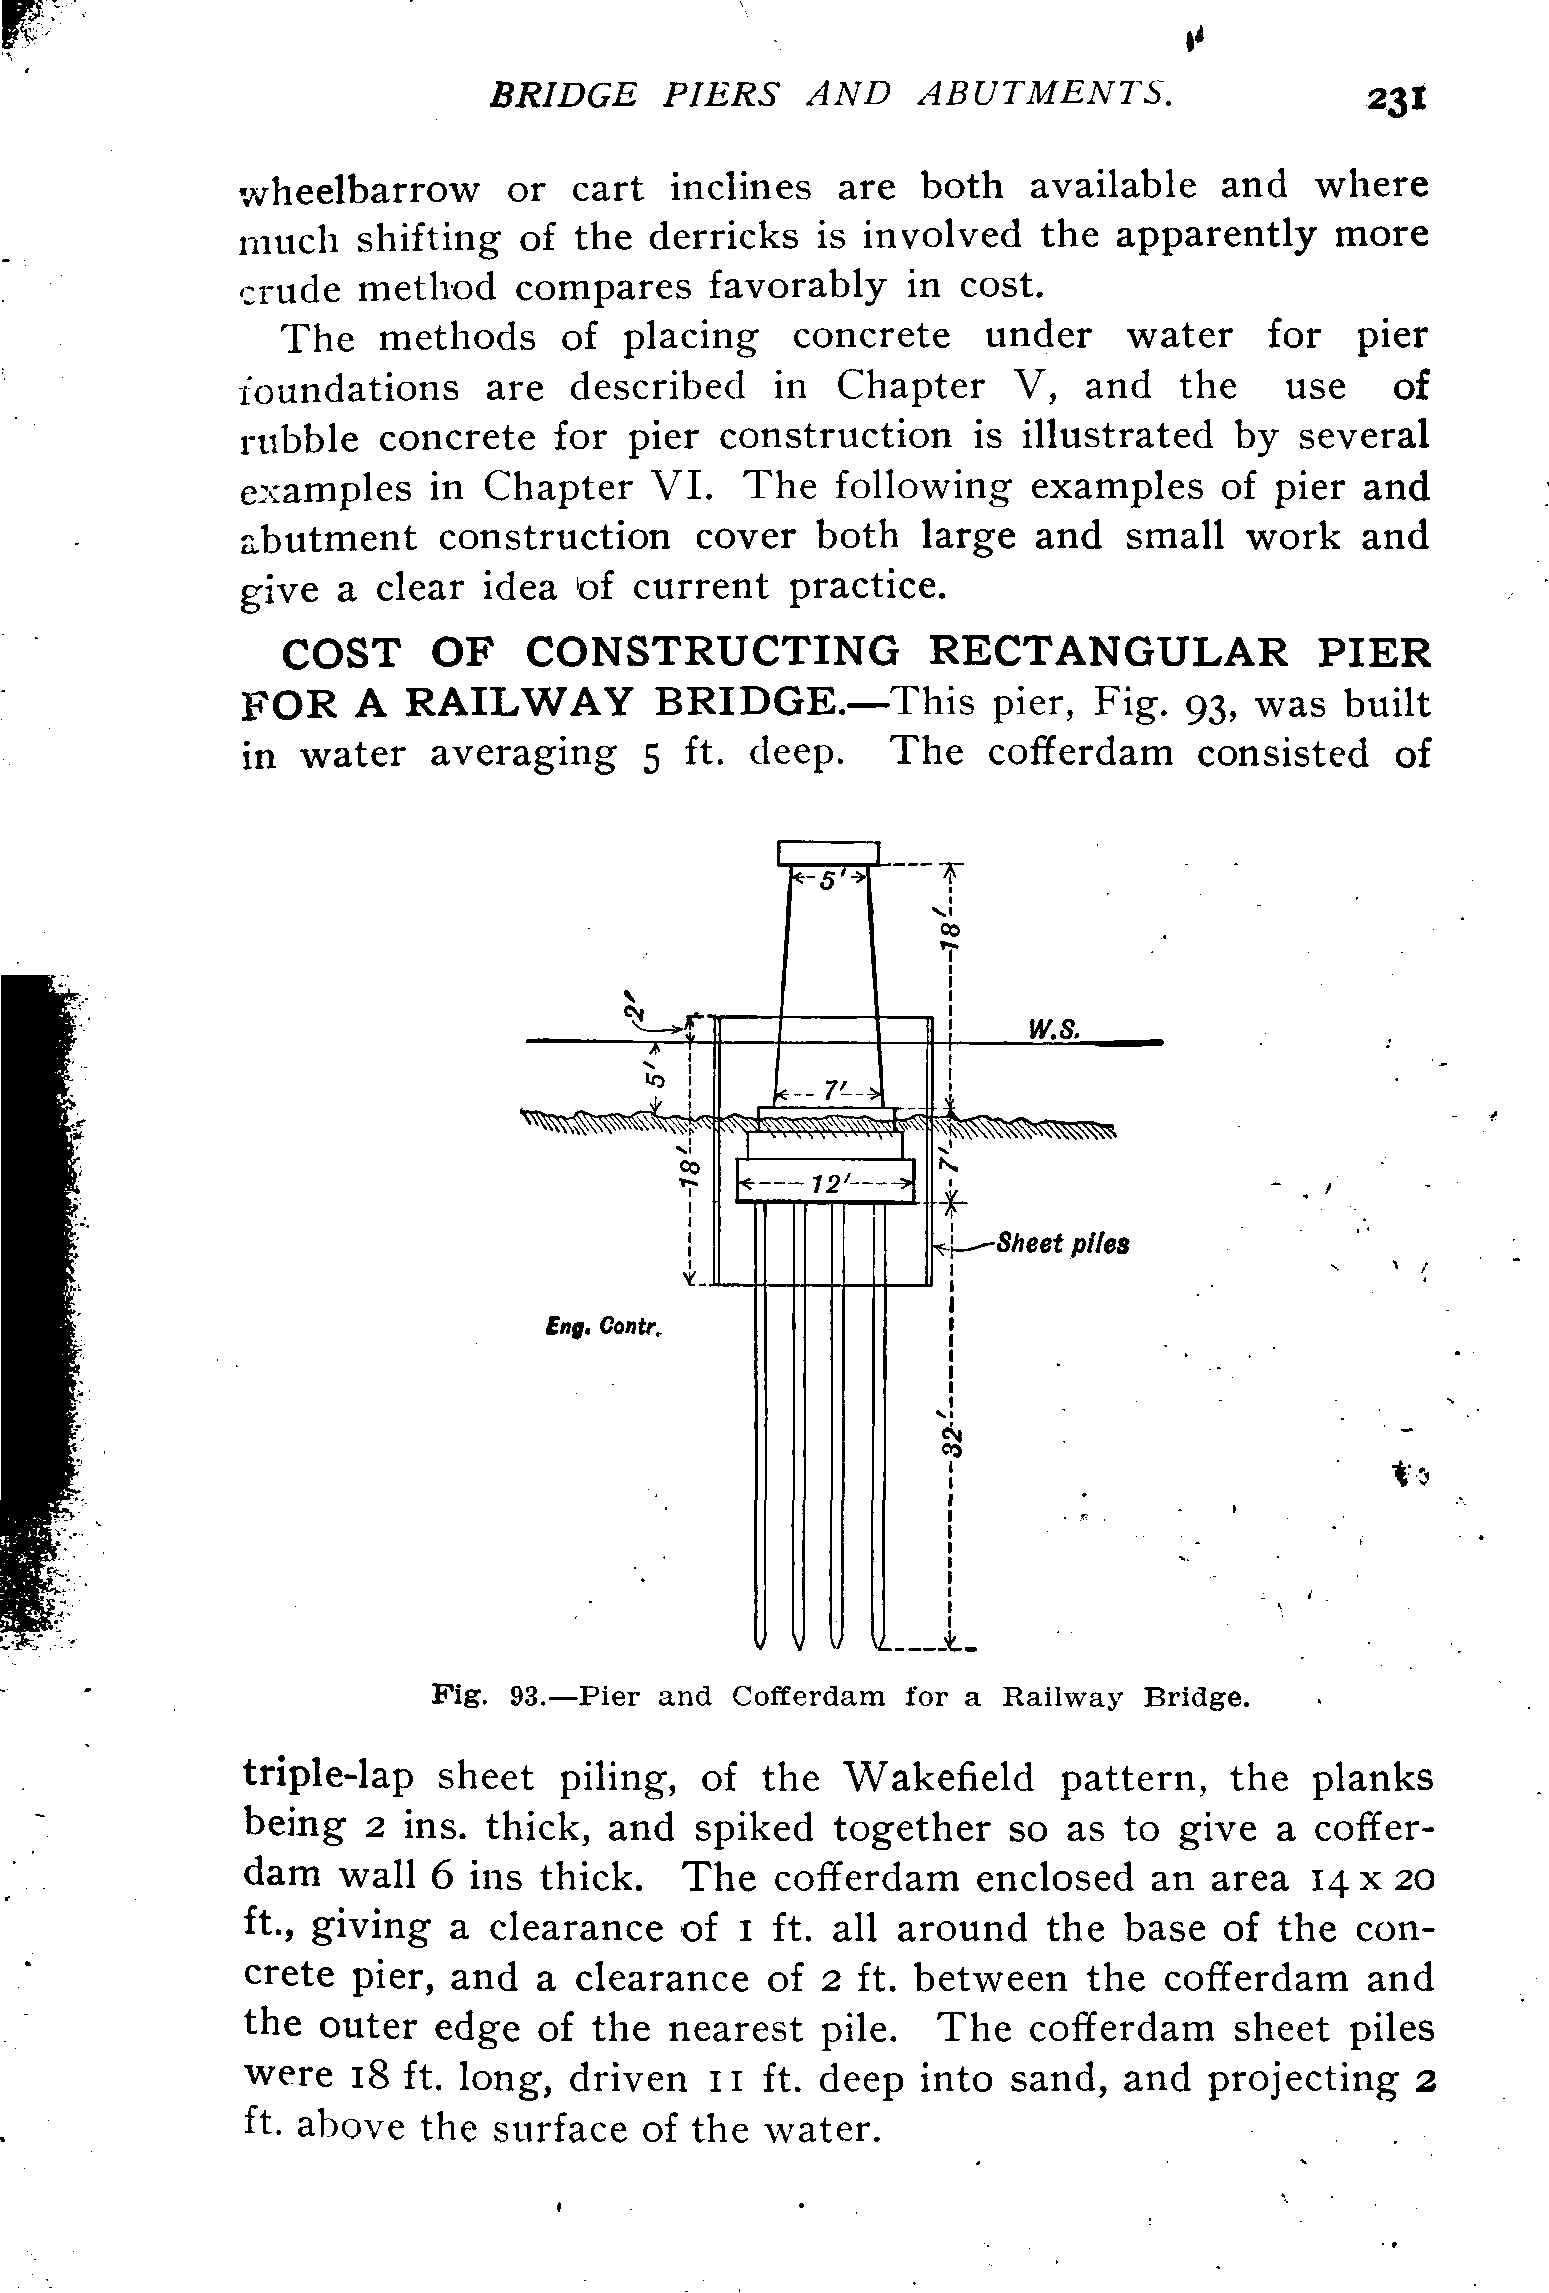 BRIDGE PIERS AND ABUTMENTS. 231
wheelbarrow or cart inclines are both available and where
much shifting of the derricks is involved the apparently more
crude method compares favorably in cost.
The methods of placing concrete under water for pier
foundations are described in Chapter V, and the use of
rubble concrete for pier construction is illustrated by several
examples in Chapter VI. The following examples of pier and
abutment construction cover both large and small work and
give a clear idea of current practice.
COST OF CONSTRUCTING RECTANGULAR PIER
FOR A RAILWAY BRIDGE.—This pier, Fig. 93, was built
in water averaging 5 ft. deep. The cofferdam consisted of
5'
18'
2'
W.S.
5'
7'
18'
12'
7'
Sheet piles
Eng. Contr.
32'
Fig. 93.—Pier and Cofferdam for a Railway Bridge.
triple-lap sheet piling, of the Wakefield pattern, the planks
being 2 ins. thick, and spiked together so as to give a coffer-
dam wall 6 ins thick. The cofferdam enclosed an area 14 x 20
ft., giving a clearance of 1 ft. all around the base of the con-
crete pier, and a clearance of 2 ft. between the cofferdam and
the outer edge of the nearest pile. The cofferdam sheet piles
were 18 ft. long, driven 11 ft. deep into sand, and projecting 2
ft. above the surface of the water.